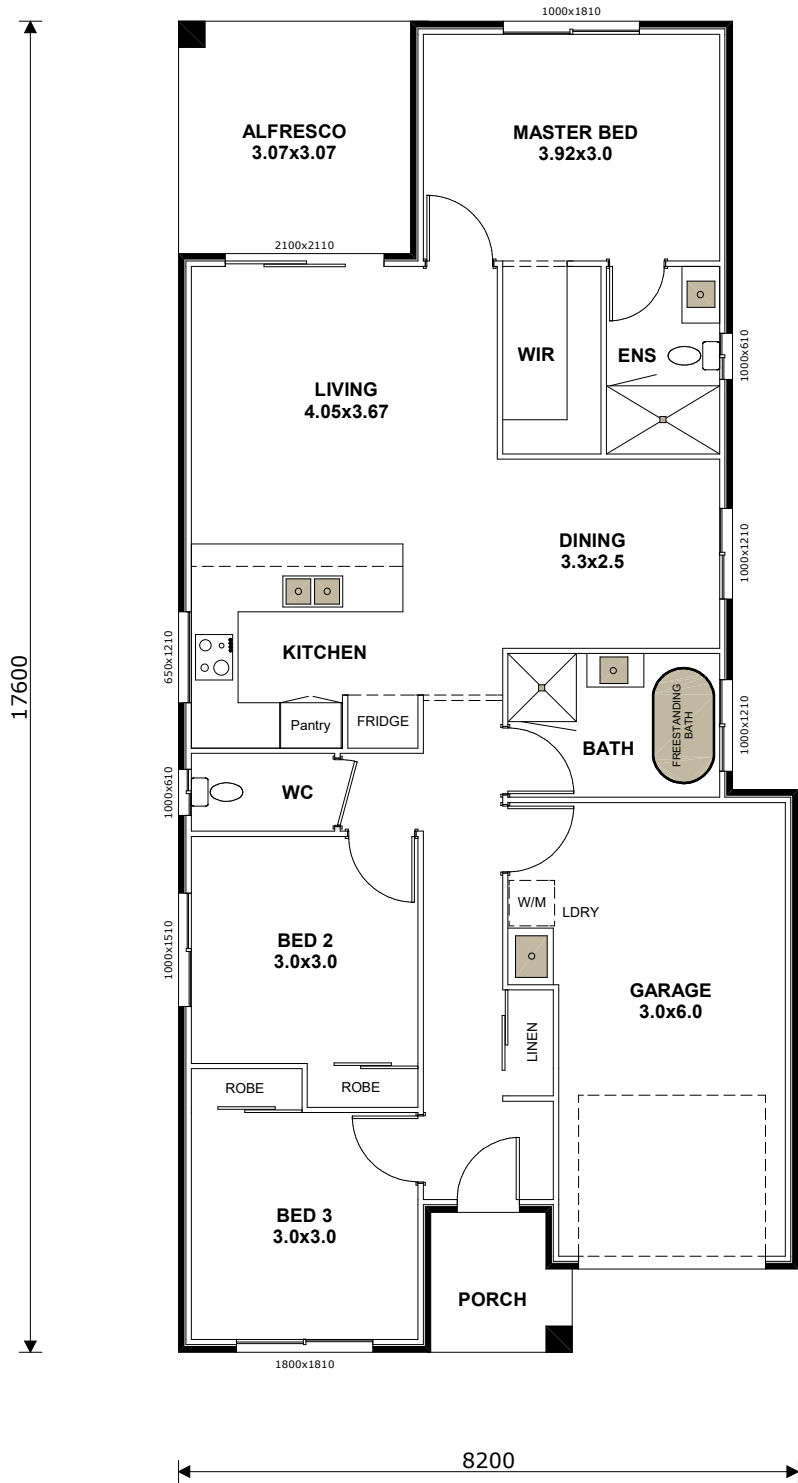 1000x1810
ALFRESCO
3.07x3.07
MASTER BED
3.92x3.0
2100x2110
WIR
ENS
1000x610
LIVING
4.05x3.67
DINING
3.3x2.5
1000x1210
650x1210
KITCHEN
17600
Pantry
FRIDGE
BATH
FREESTANDING
BATH
1000x1210
1000x610
WC
W/M
LDRY
1000x1510
BED 2
3.0x3.0
GARAGE
3.0x6.0
LINEN
ROBE
ROBE
BED 3
3.0x3.0
PORCH
1800x1810
8200